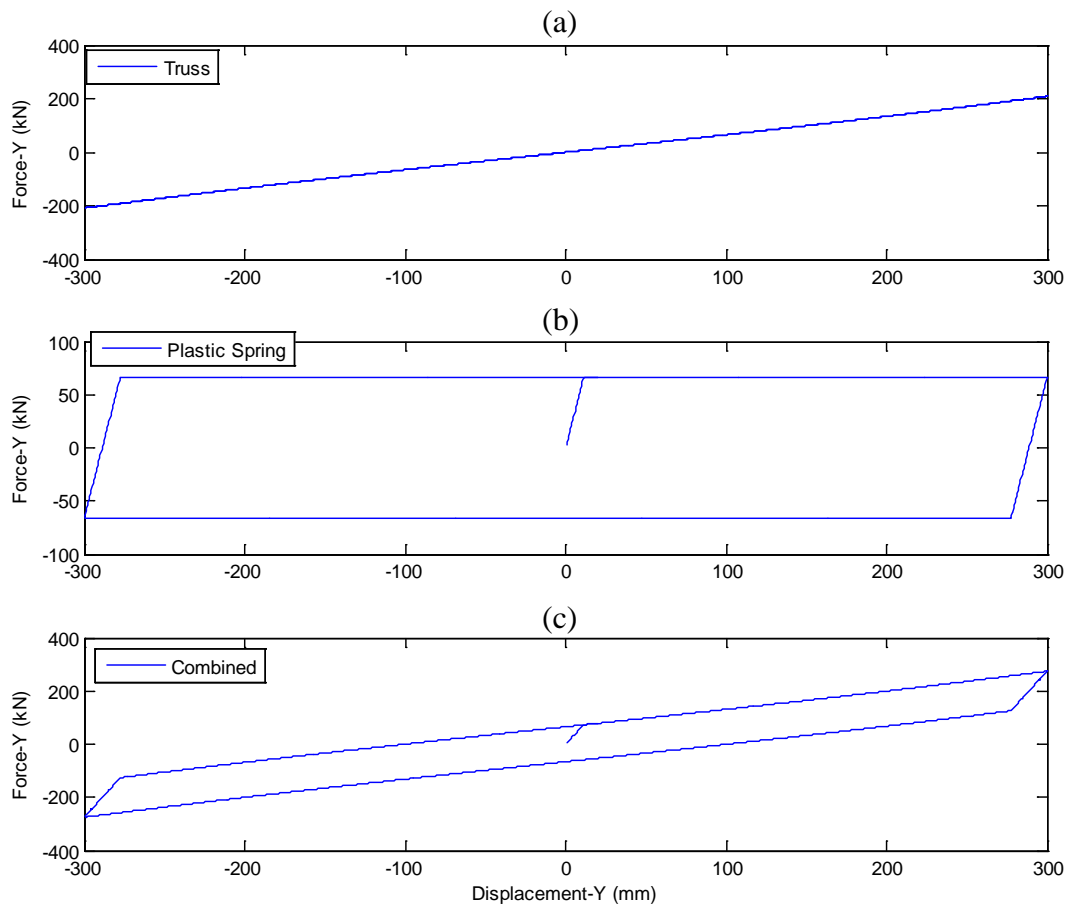 (a)
400
Truss
200
Force-Y (kN)
0
-200
-400
-300 -200 -100 0 100 200 300
(b)
100
Plastic Spring
50
Force-Y (kN)
0
-50
-100
-300 -200 -100 0 100 200 300
(c)
400
Combined
200
Force-Y (kN)
0
-200
-400
-300 -200 -100 0 100 200 300
Displacement-Y (mm)